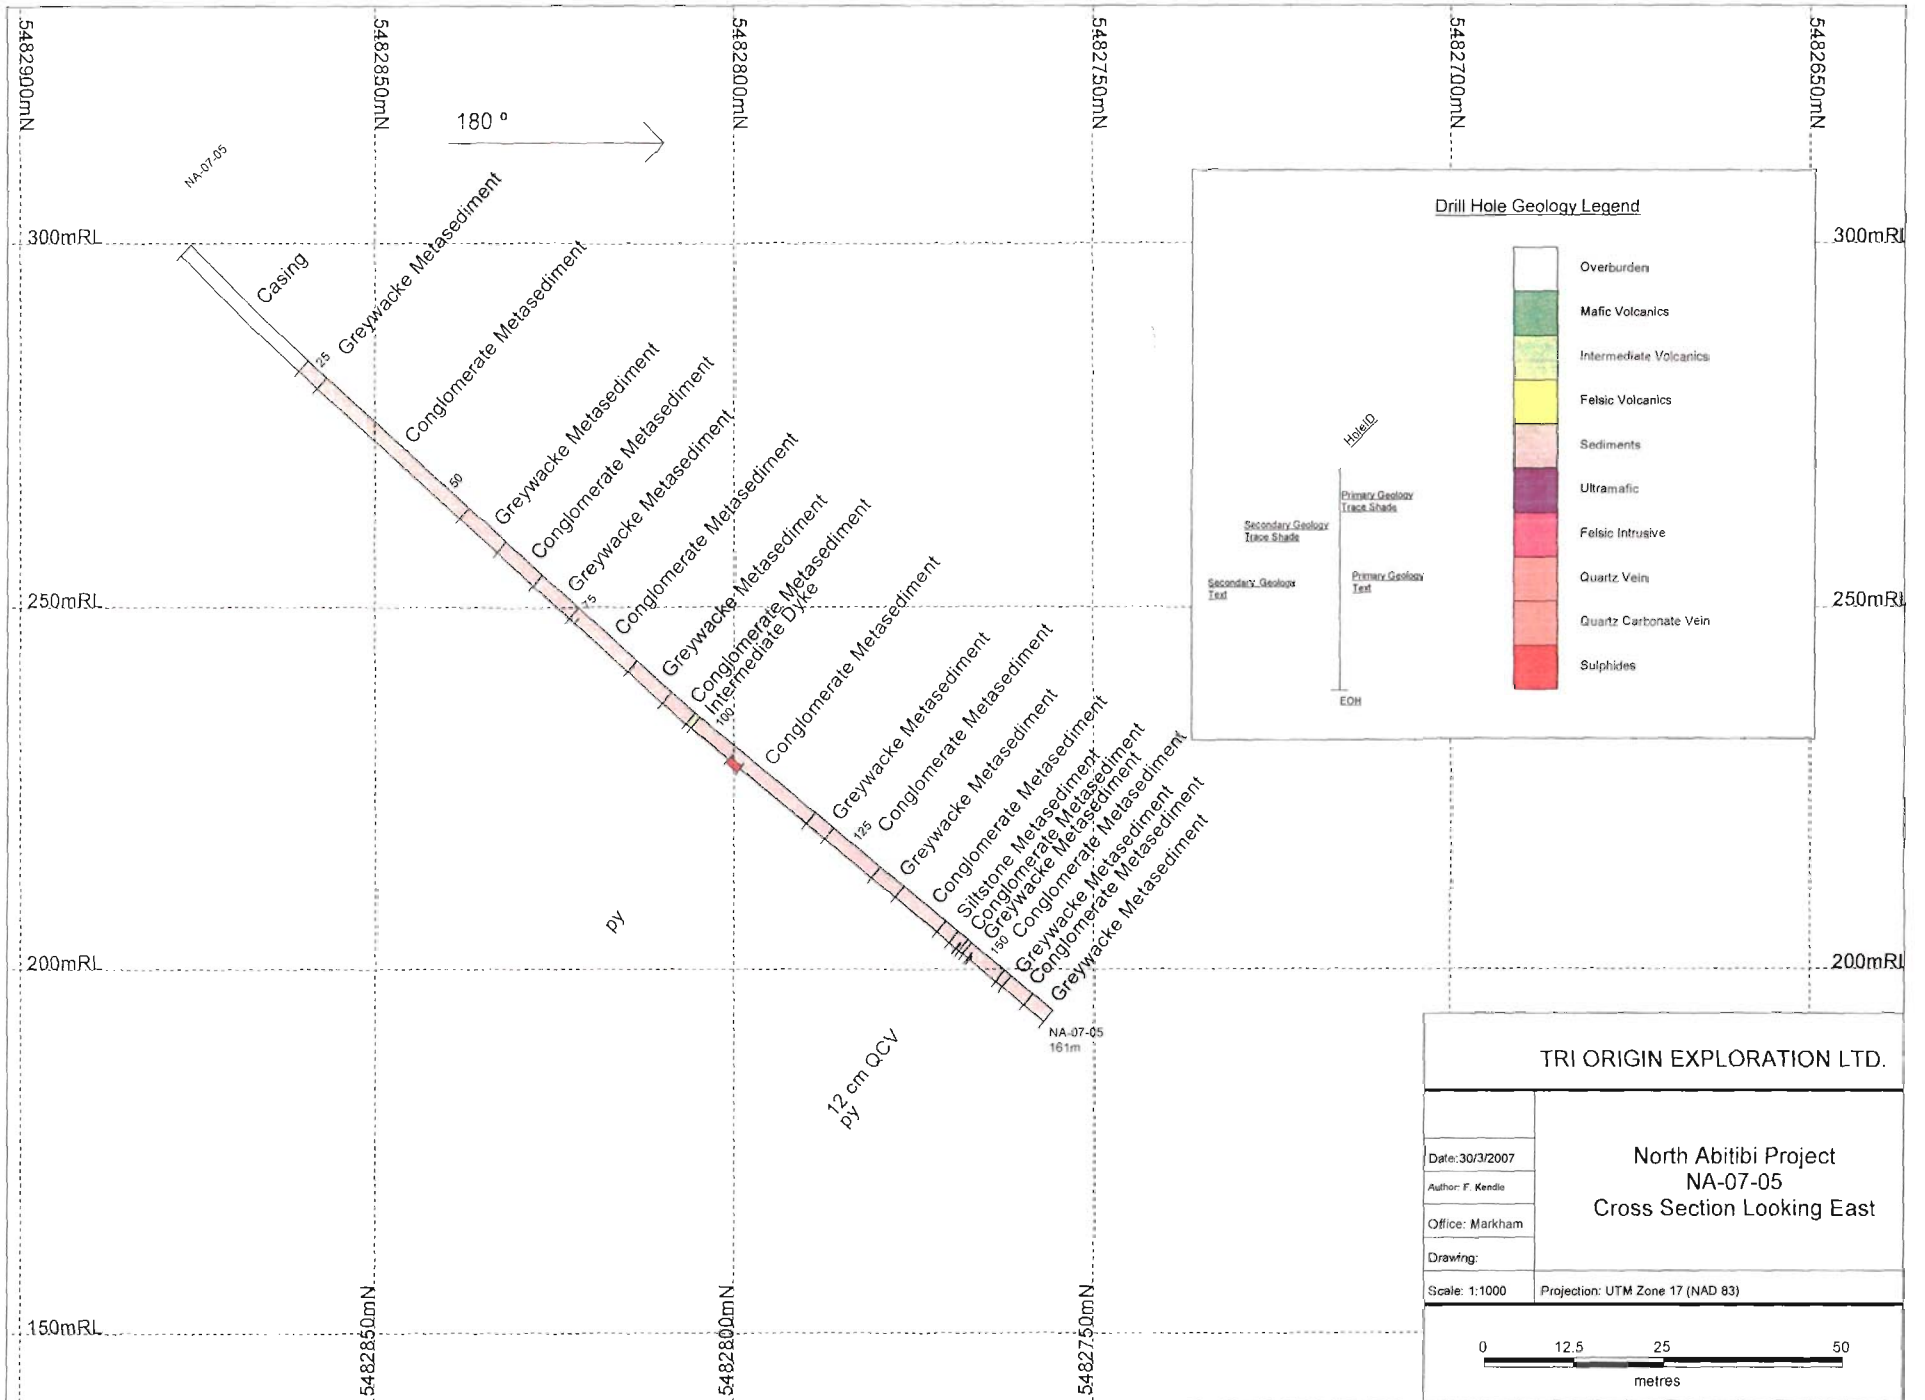 5482900mN
5482850mN
5482800mN
5482750mN
5482700mN
5482650mN
180 º
NA-07-05
300mRL
300mRL
Casing
25
Greywacke Metasediment
Conglomerate Metasediment
50
Greywacke Metasediment
Conglomerate Metasediment
Greywacke Metasediment
75
Conglomerate Metasediment
Greywacke Metasediment
Conglomerate Metasediment
Intermediate Dyke
100
Conglomerate Metasediment
Greywacke Metasediment
125
Conglomerate Metasediment
Greywacke Metasediment
Conglomerate Metasediment
Siltstone Metasediment
Conglomerate Metasediment
Greywacke Metasediment
150
Conglomerate Metasediment
Greywacke Metasediment
Conglomerate Metasediment
Greywacke Metasediment
NA-07-05
161m
250mRL
250mRL
200mRL
200mRL
150mRL
py
12 cm QCV
py
5482850mN
5482800mN
5482750mN
Drill Hole Geology Legend
Overburden
Mafic Volcanics
Intermediate Volcanics
Felsic Volcanics
Sediments
Ultramafic
Felsic Intrusive
Quartz Vein
Quartz Carbonate Vein
Sulphides
HoleID
Primary Geology
Trace Shade
Secondary Geology
Trace Shade
Secondary Geology
Text
Primary Geology
Text
EOH
TRI ORIGIN EXPLORATION LTD.
Date:30/3/2007
Author: F. Kendle
Office: Markham
Drawing:
Scale: 1:1000
North Abitibi Project
NA-07-05
Cross Section Looking East
Projection: UTM Zone 17 (NAD 83)
0 12.5 25 50
metres